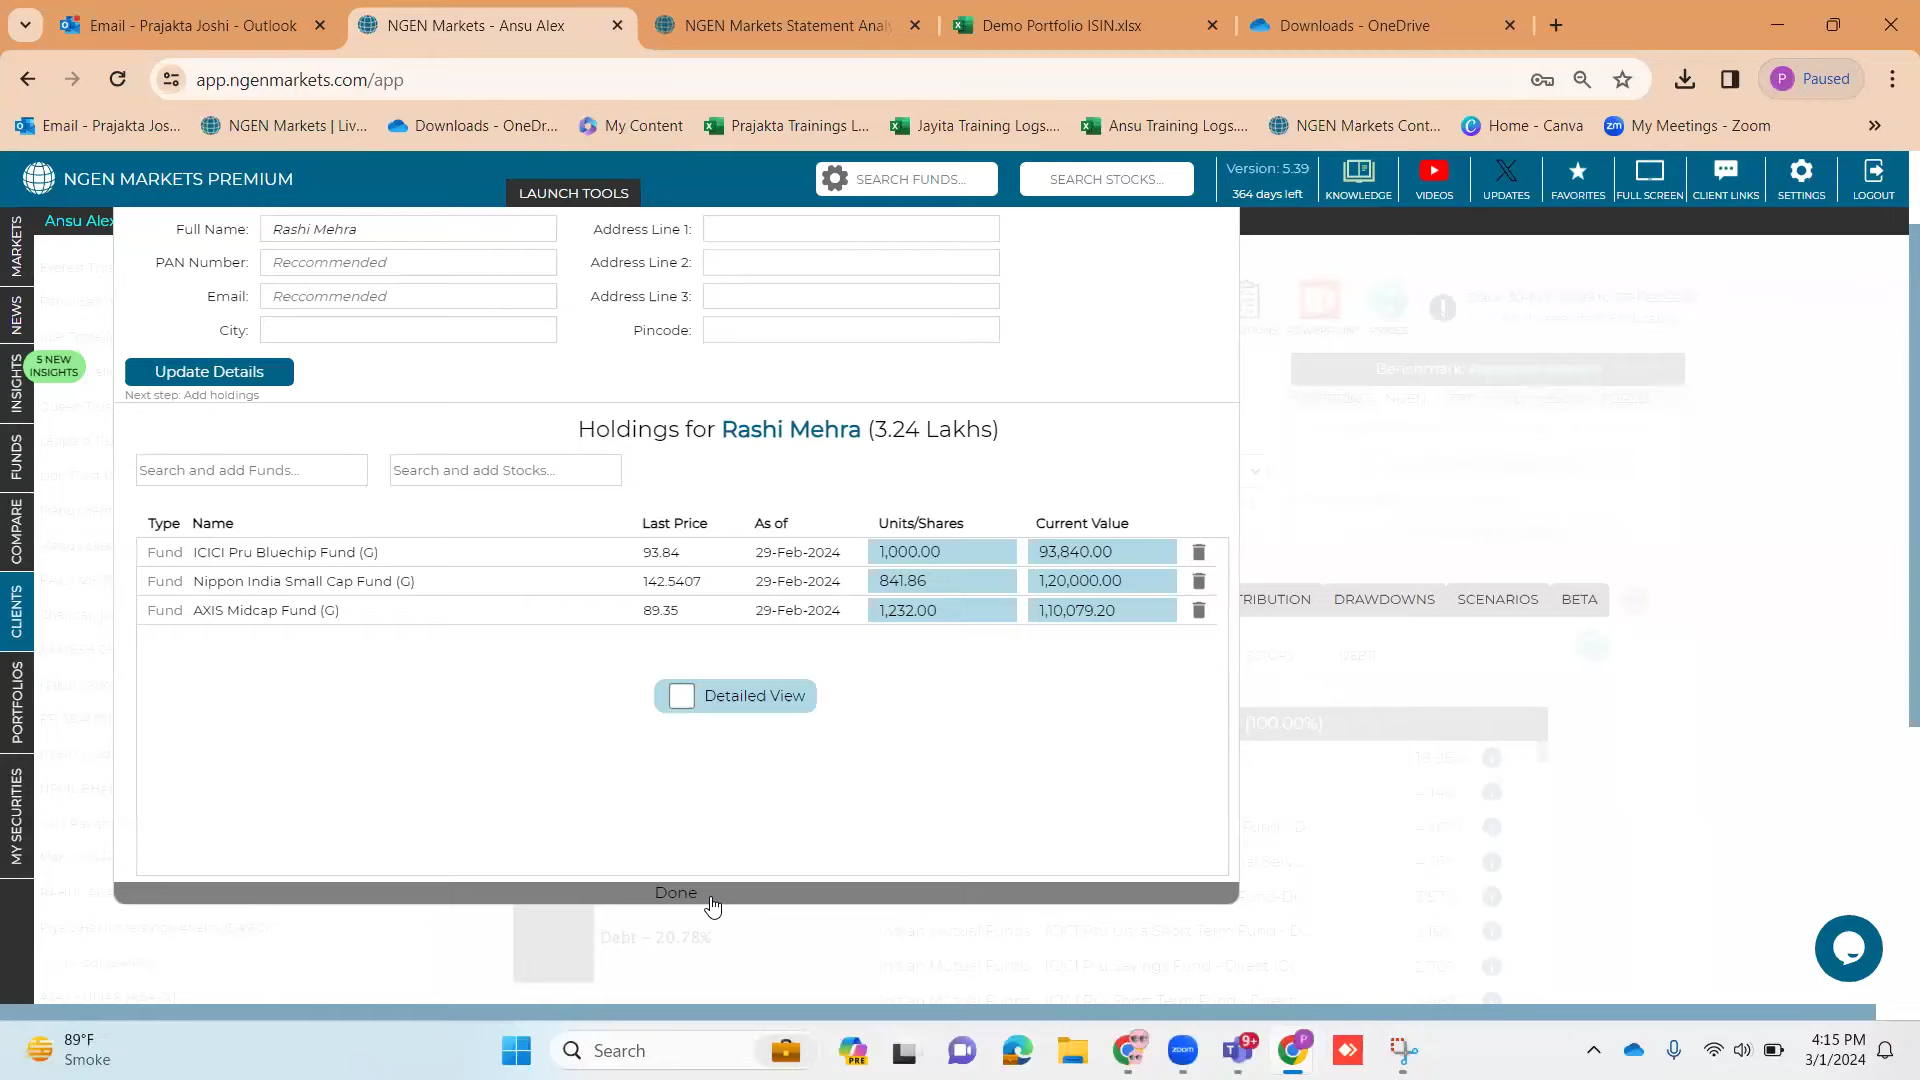 Email - Prajakta Joshi - Outlook
NGEN Markets - Ansu Alex
NGEN Markets Statement Analy
Demo Portfolio ISIN.xlsx
Downloads - OneDrive
app.ngenmarkets.com/app
P Paused
Email - Prajakta Jos...
NGEN Markets | Liv...
Downloads - OneDr...
My Content
Prajakta Trainings L...
Jayita Training Logs....
Ansu Training Logs....
NGEN Markets Cont...
Home - Canva
My Meetings - Zoom
NGEN MARKETS PREMIUM
LAUNCH TOOLS
SEARCH FUNDS...
SEARCH STOCKS...
Version: 5.39
364 days left
KNOWLEDGE
VIDEOS
UPDATES
FAVORITES
FULL SCREEN
CLIENT LINKS
SETTINGS
LOGOUT
Ansu Alex
MARKETS
NEWS
INSIGHTS
5 NEW
INSIGHTS
FUNDS
COMPARE
CLIENTS
PORTFOLIOS
MY SECURITIES
Full Name: Rashi Mehra
Address Line 1:
PAN Number: Reccommended
Address Line 2:
Email: Reccommended
Address Line 3:
City:
Pincode:
Update Details
Next step: Add holdings
Holdings for Rashi Mehra (3.24 Lakhs)
Search and add Funds...
Search and add Stocks...
Type Name Last Price As of Units/Shares Current Value
Fund ICICI Pru Bluechip Fund (G) 93.84 29-Feb-2024 1,000.00 93,840.00
Fund Nippon India Small Cap Fund (G) 142.5407 29-Feb-2024 841.86 1,20,000.00
Fund AXIS Midcap Fund (G) 89.35 29-Feb-2024 1,232.00 1,10,079.20
Detailed View
Done
Benchmark:
TRIBUTION DRAWDOWNS SCENARIOS BETA
(100.00%)
Debt - 20.78%
89°F
Smoke
Search
PRE
zoom
9+
P
4:15 PM
3/1/2024